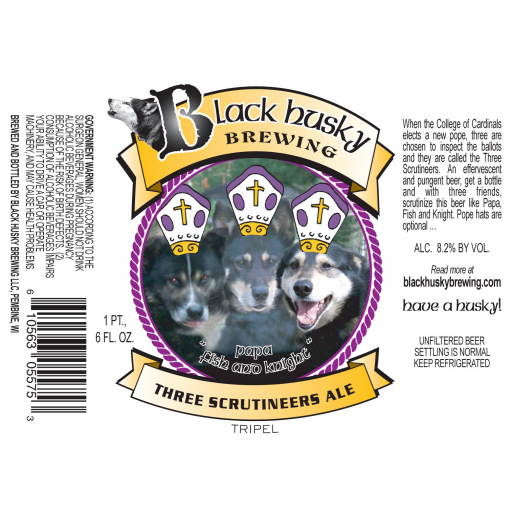 Black husky
BREWING
papa
"fish and knight"
THREE SCRUTINEERS ALE
TRIPEL
GOVERNMENT WARNING: (1) ACCORDING TO THE
SURGEON GENERAL, WOMEN SHOULD NOT DRINK
ALCOHOLIC BEVERAGES DURING PREGNANCY
BECAUSE OF THE RISK OF BIRTH DEFECTS. (2)
CONSUMPTION OF ALCOHOLIC BEVERAGES IMPAIRS
YOUR ABILITY TO DRIVE A CAR OR OPERATE
MACHINERY AND MAY CAUSE HEALTH PROBLEMS.
BREWED AND BOTTLED BY BLACK HUSKY BREWING LLC, PEMBINE, WI
6 10563 05575 3
1 PT.,
6 FL. OZ.
When the College of Cardinals
elects a new pope, three are
chosen to inspect the ballots
and they are called the Three
Scrutineers. An effervescent
and pungent beer, get a bottle
and with three friends,
scrutinize this beer like Papa,
Fish and Knight. Pope hats are
optional ...
ALC. 8.2% BY VOL.
Read more at
blackhuskybrewing.com
have a husky!
UNFILTERED BEER
SETTLING IS NORMAL
KEEP REFRIGERATED